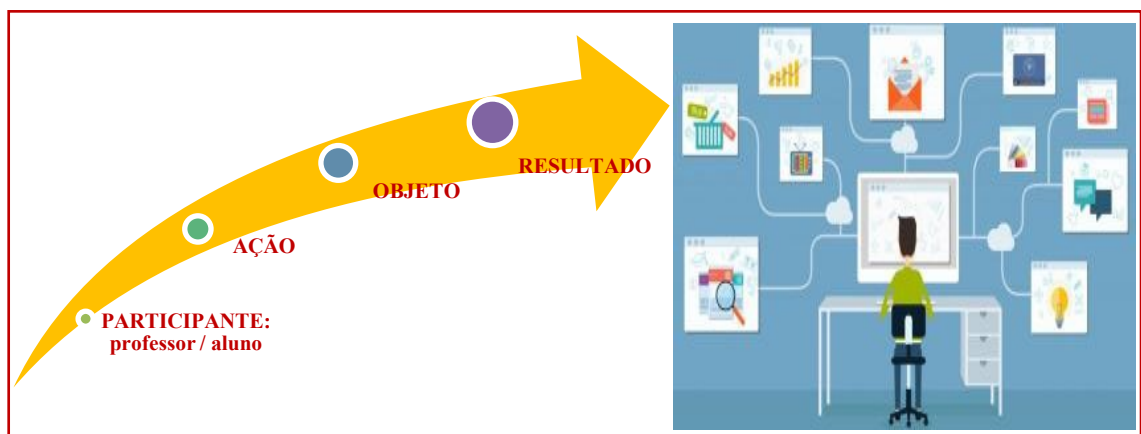 RESULTADO
OBJETO
AÇÃO
PARTICIPANTE:
professor / aluno